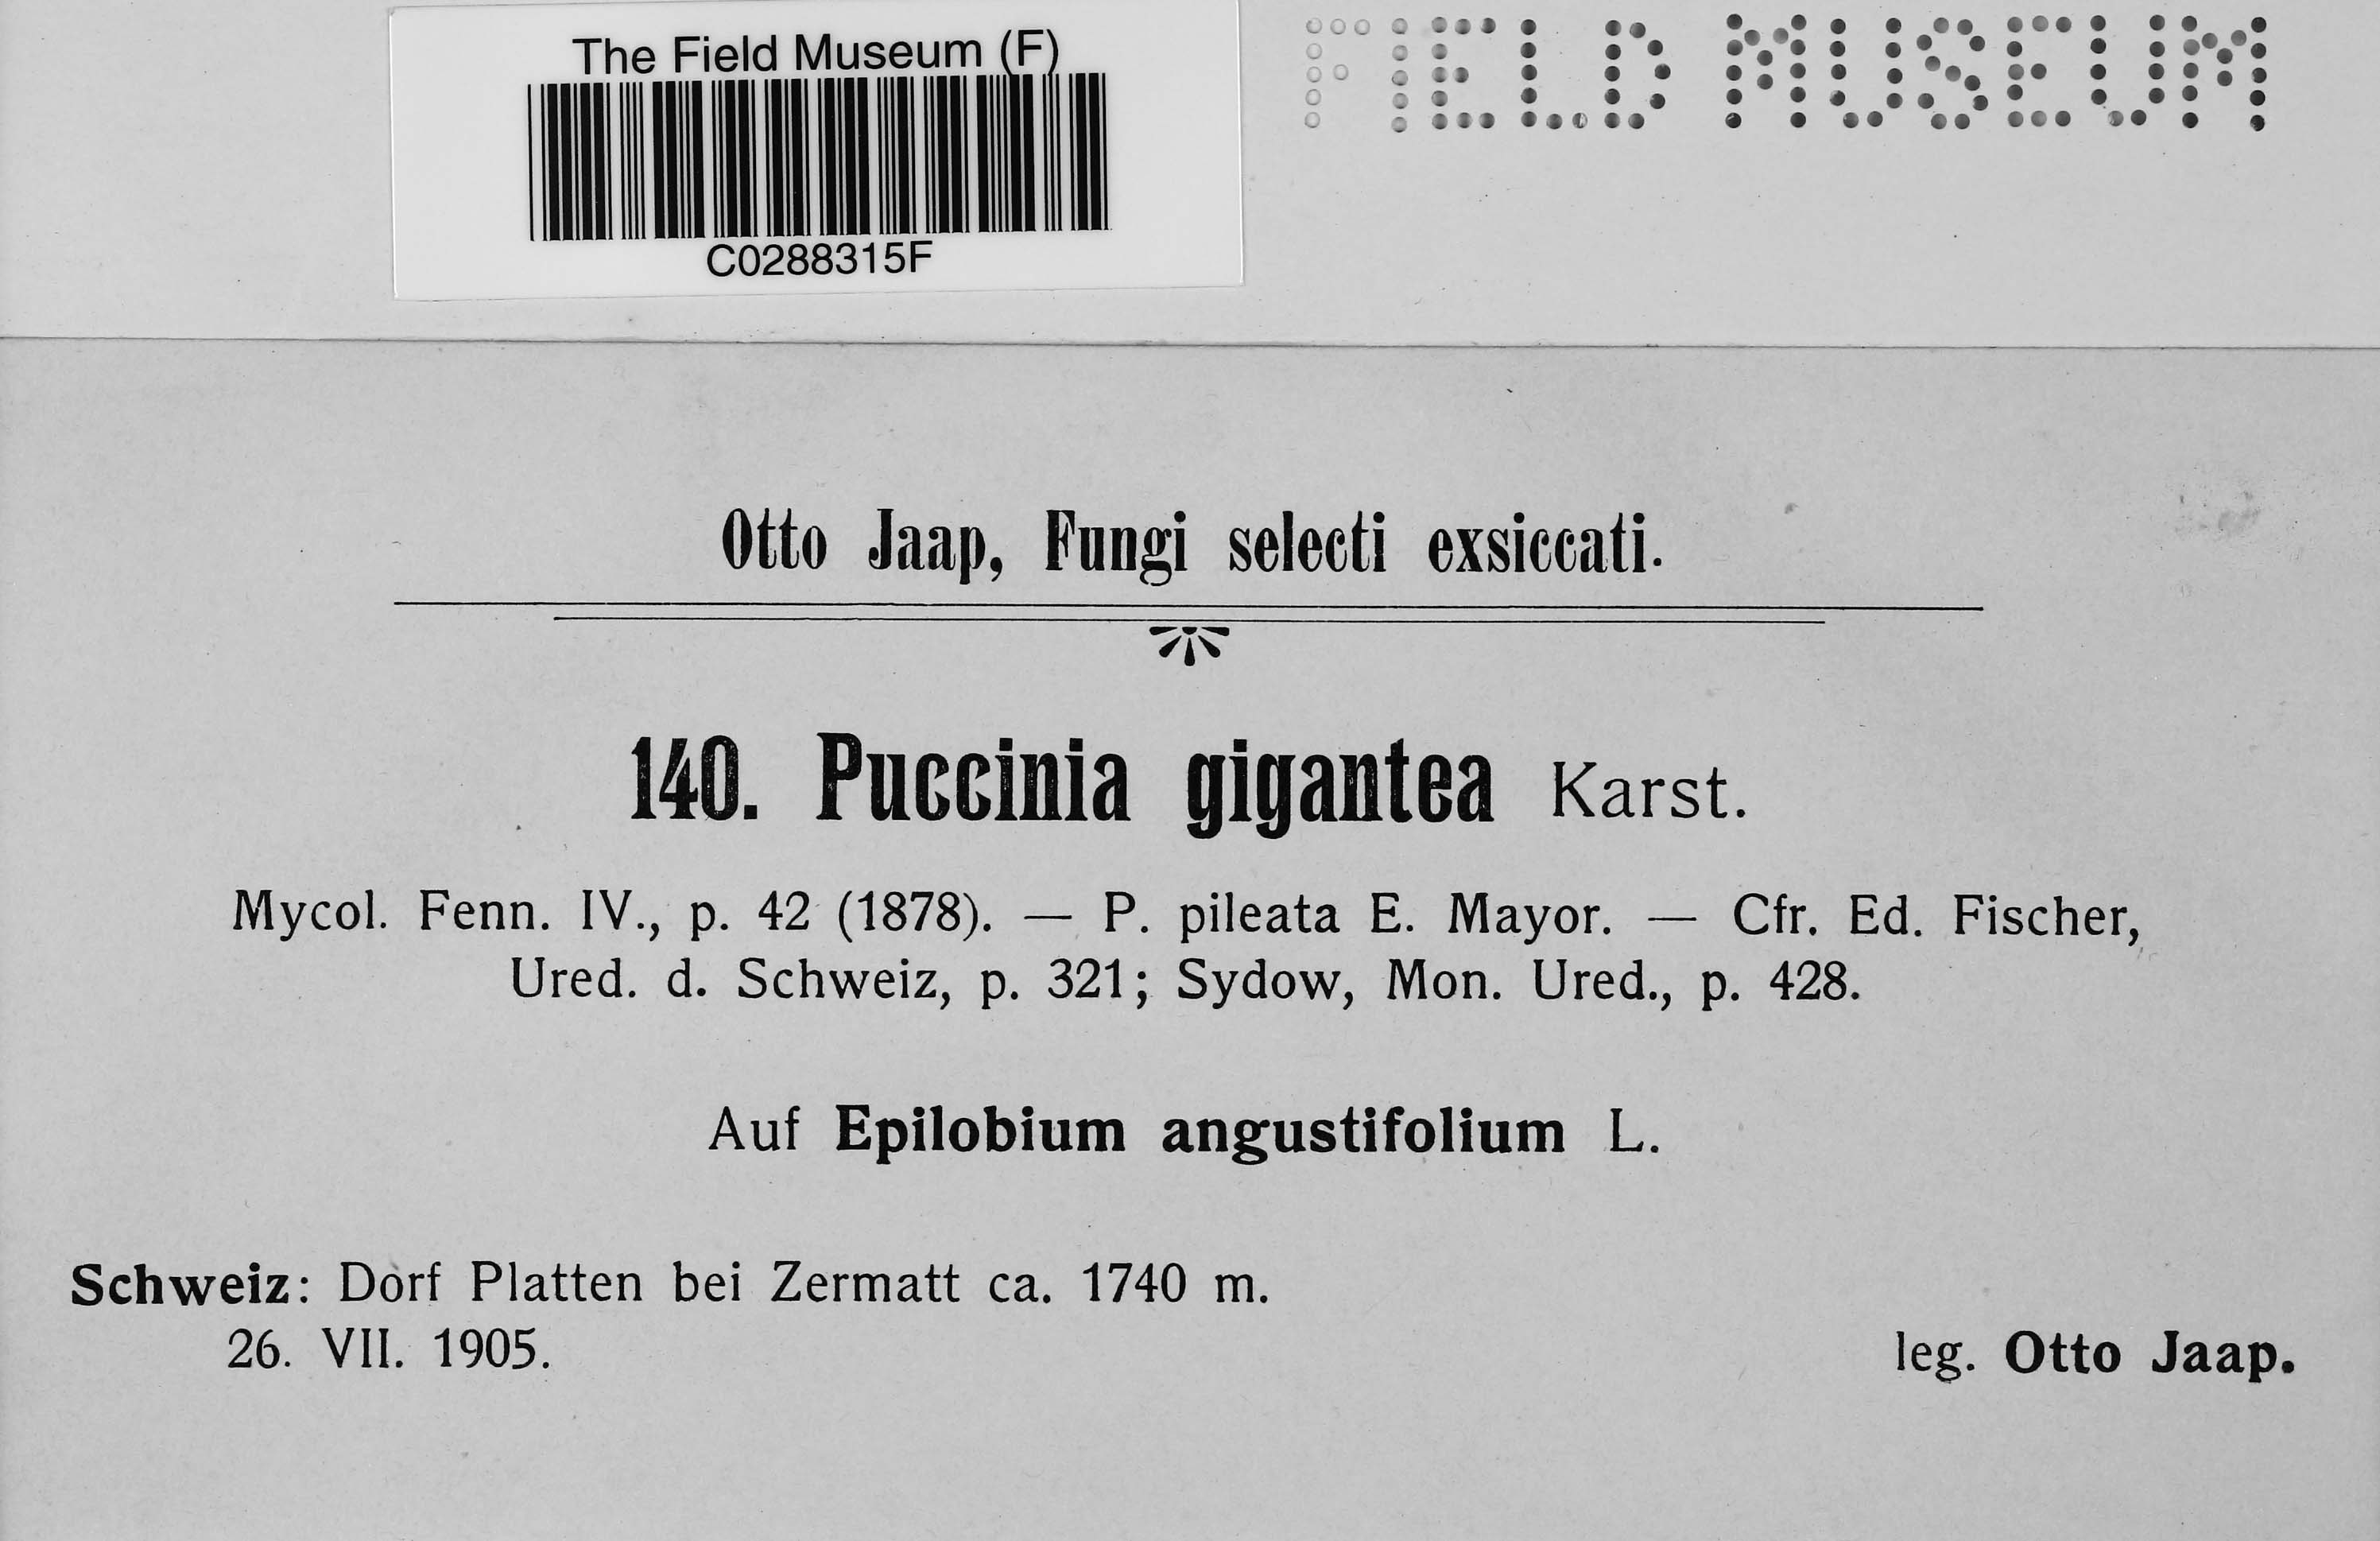 The Field Museum (F)
FIELD MUSEUM
C0288315F
Otto Jaap, Fungi selecti exsiccati.
140. Puccinia gigantea Karst.
Mycol. Fenn. IV., p. 42 (1878). — P. pileata E. Mayor. — Cfr. Ed. Fischer,
Ured. d. Schweiz, p. 321; Sydow, Mon. Ured., p. 428.
Auf Epilobium angustifolium L.
Schweiz: Dorf Platten bei Zermatt ca. 1740 m.
26. VII. 1905.
leg. Otto Jaap.